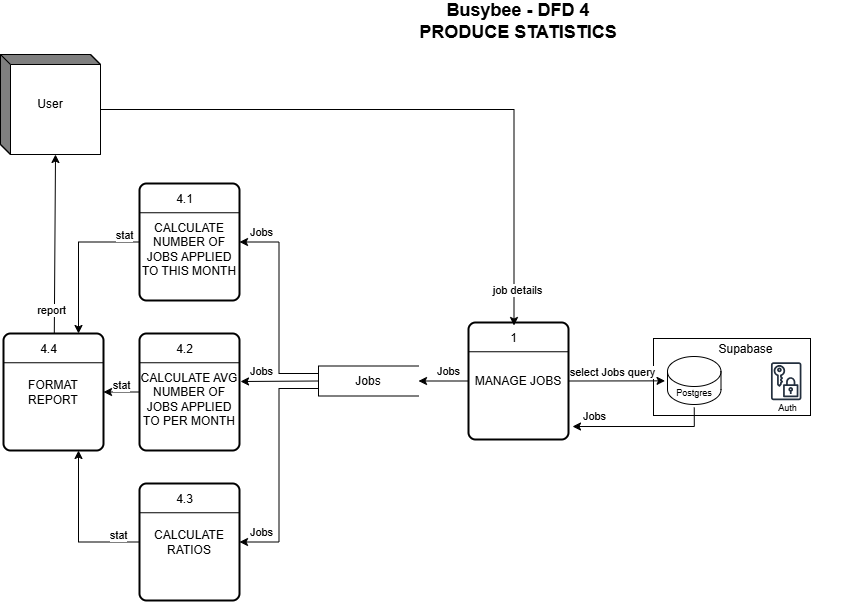 Busybee - DFD 4
PRODUCE STATISTICS
User
4.1
CALCULATE
NUMBER OF
JOBS APPLIED
TO THIS MONTH
stat
Jobs
report
job details
4.4
FORMAT
REPORT
stat
4.2
CALCULATE AVG
NUMBER OF
JOBS APPLIED
TO PER MONTH
Jobs
Jobs
Jobs
1
MANAGE JOBS
select Jobs query
Jobs
Supabase
Postgres
Auth
4.3
CALCULATE
RATIOS
stat
Jobs